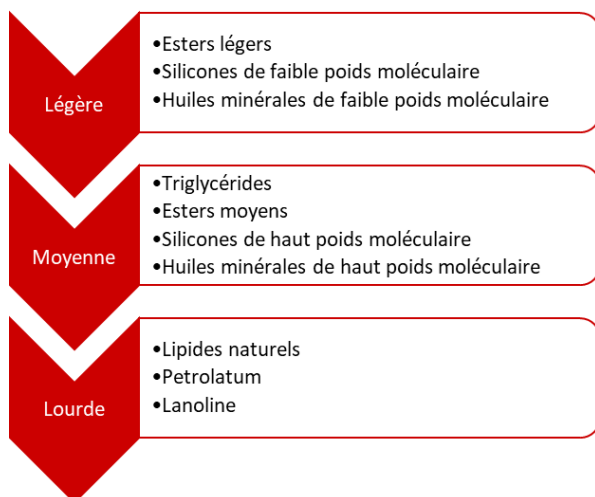 Légère
•Esters légers
•Silicones de faible poids moléculaire
•Huiles minérales de faible poids moléculaire
Moyenne
•Triglycérides
•Esters moyens
•Silicones de haut poids moléculaire
•Huiles minérales de haut poids moléculaire
Lourde
•Lipides naturels
•Petrolatum
•Lanoline